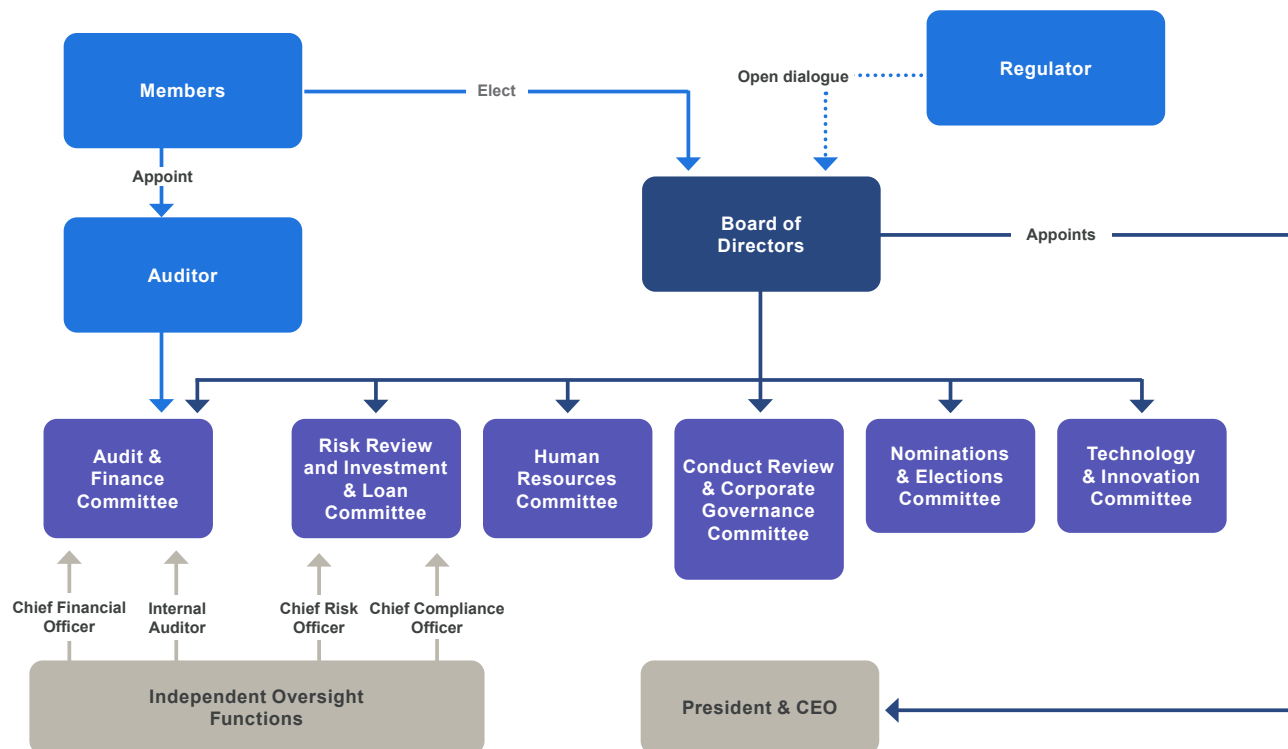 Members
Elect
Open dialogue
Regulator
Appoint
Auditor
Board of
Directors
Appoints
Audit &
Finance
Committee
Risk Review
and Investment
& Loan
Committee
Human
Resources
Committee
Conduct Review
& Corporate
Governance
Committee
Nominations
& Elections
Committee
Technology
& Innovation
Committee
Chief Financial
Officer
Internal
Auditor
Chief Risk
Officer
Chief Compliance
Officer
Independent Oversight
Functions
President & CEO